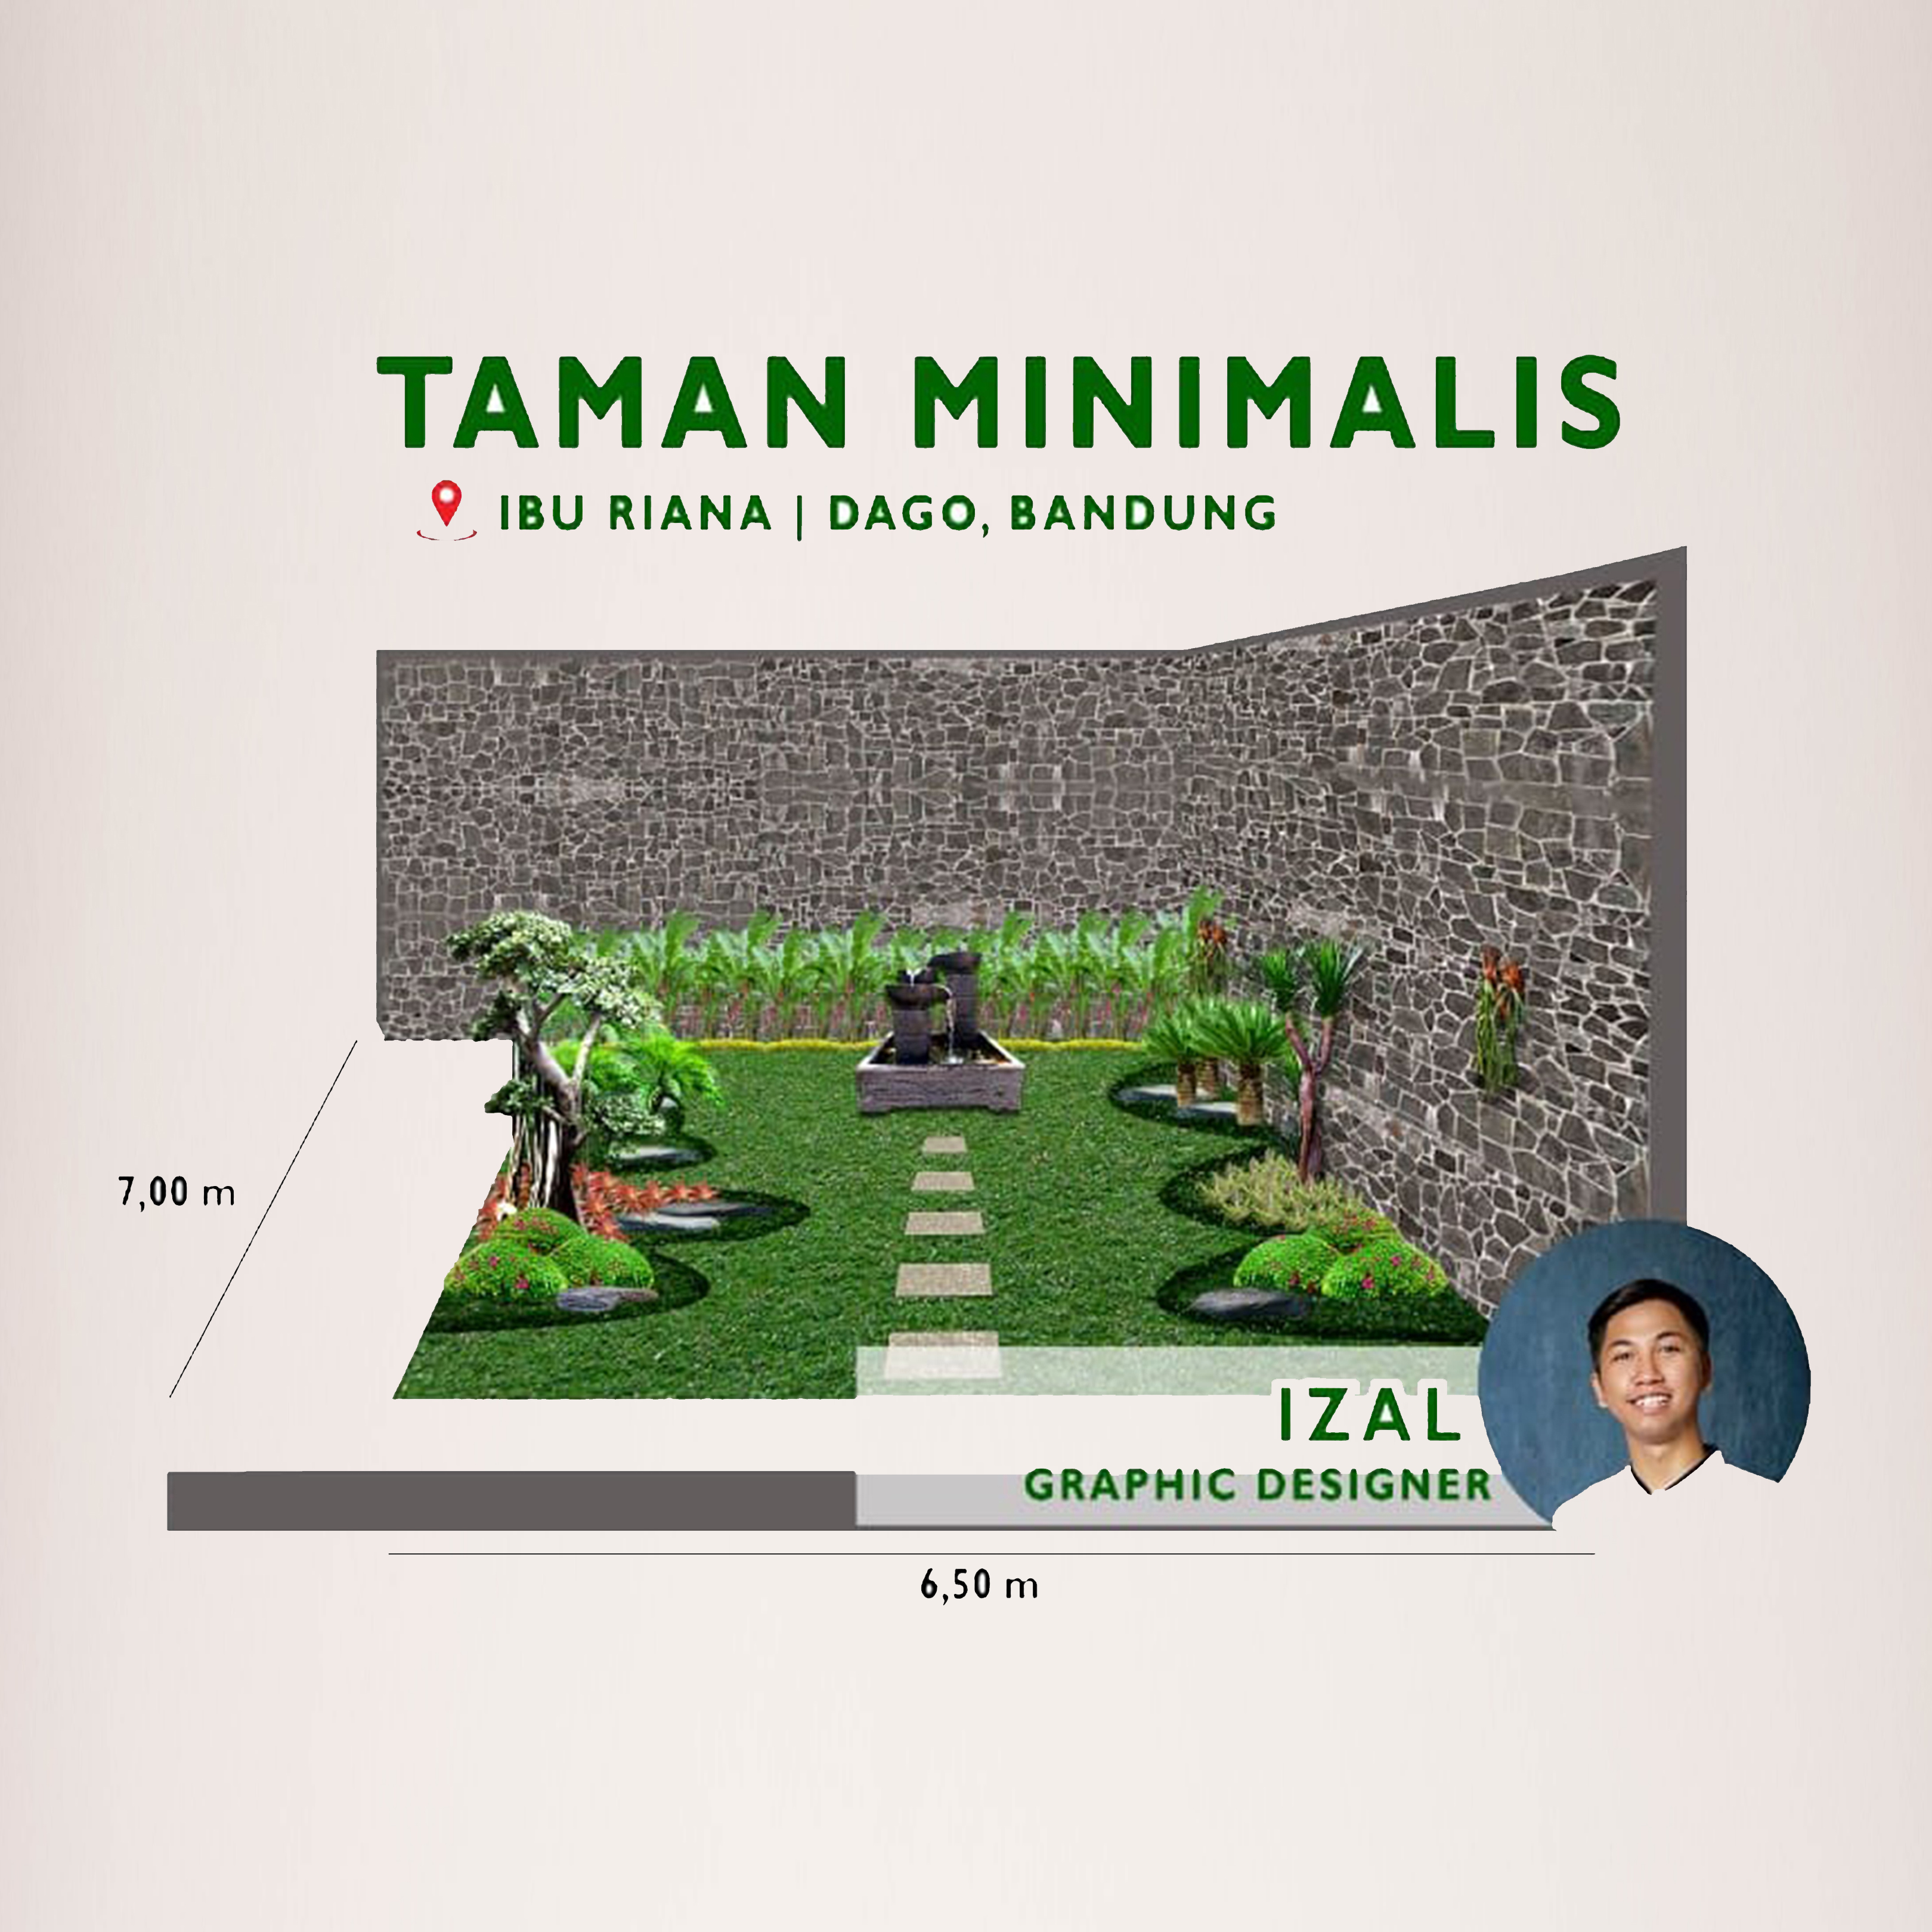 TAMAN MINIMALIS
IBU RIANA | DAGO, BANDUNG
7,00 m
IZAL
GRAPHIC DESIGNER
6,50 m